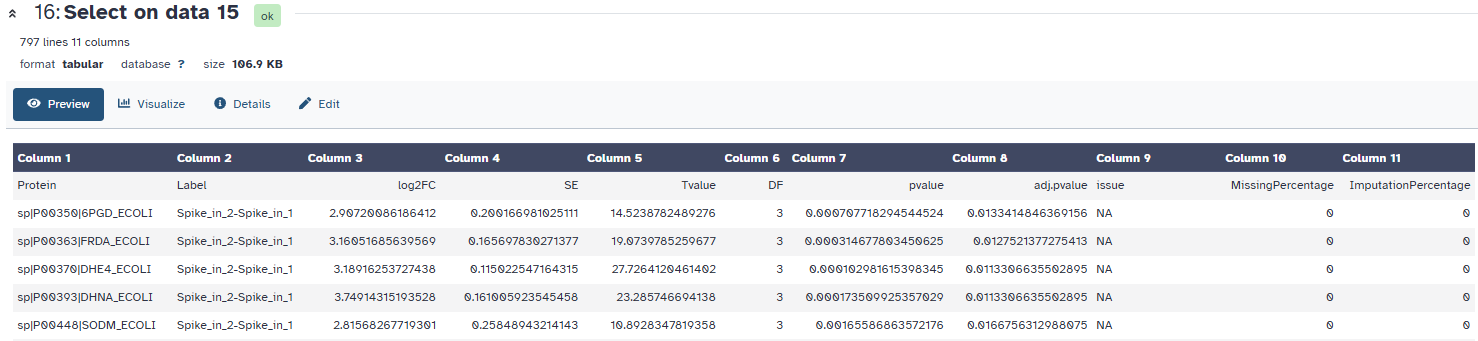 16: Select on data 15 ok
797 lines 11 columns
format tabular database ? size 106.9 KB
Preview Visualize Details Edit
Column 1 Column 2 Column 3 Column 4 Column 5 Column 6 Column 7 Column 8 Column 9 Column 10 Column 11
Protein Label log2FC SE Tvalue DF pvalue adj.pvalue issue MissingPercentage ImputationPercentage
sp|P00350|6PGD_ECOLI Spike_in_2-Spike_in_1 2.90720086186412 0.200166981025111 14.5238782489276 3 0.000707718294544524 0.0133414846369156 NA 0 0
sp|P00363|FRDA_ECOLI Spike_in_2-Spike_in_1 3.16051685639569 0.165697830271377 19.0739785259677 3 0.000314677803450625 0.0127521377275413 NA 0 0
sp|P00370|DHE4_ECOLI Spike_in_2-Spike_in_1 3.18916253727438 0.115022547164315 27.7264120461402 3 0.000102981615398345 0.0113306635502895 NA 0 0
sp|P00393|DHNA_ECOLI Spike_in_2-Spike_in_1 3.74914315193528 0.161005923545458 23.285746694138 3 0.000173509925357029 0.0113306635502895 NA 0 0
sp|P00448|SODM_ECOLI Spike_in_2-Spike_in_1 2.81568267719301 0.25848943214143 10.8928347819358 3 0.00165586863572176 0.0166756312988075 NA 0 0